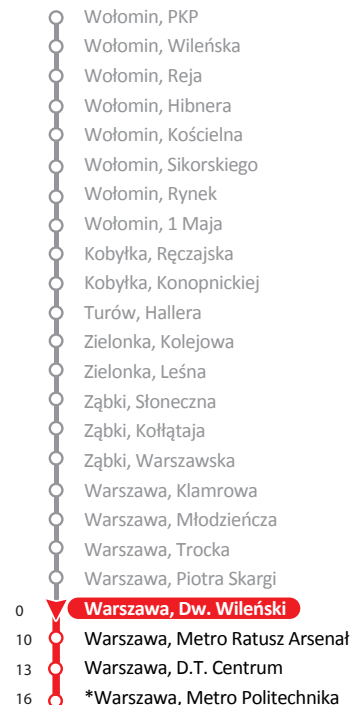 Wołomin, PKP
Wołomin, Wileńska
Wołomin, Reja
Wołomin, Hibnera
Wołomin, Kościelna
Wołomin, Sikorskiego
Wołomin, Rynek
Wołomin, 1 Maja
Kobyłka, Ręczajska
Kobyłka, Konopnickiej
Turów, Hallera
Zielonka, Kolejowa
Zielonka, Leśna
Ząbki, Słoneczna
Ząbki, Kołłątaja
Ząbki, Warszawska
Warszawa, Klamrowa
Warszawa, Młodzieńcza
Warszawa, Trocka
Warszawa, Piotra Skargi
0 Warszawa, Dw. Wileński
10 Warszawa, Metro Ratusz Arsenał
13 Warszawa, D.T. Centrum
16 *Warszawa, Metro Politechnika